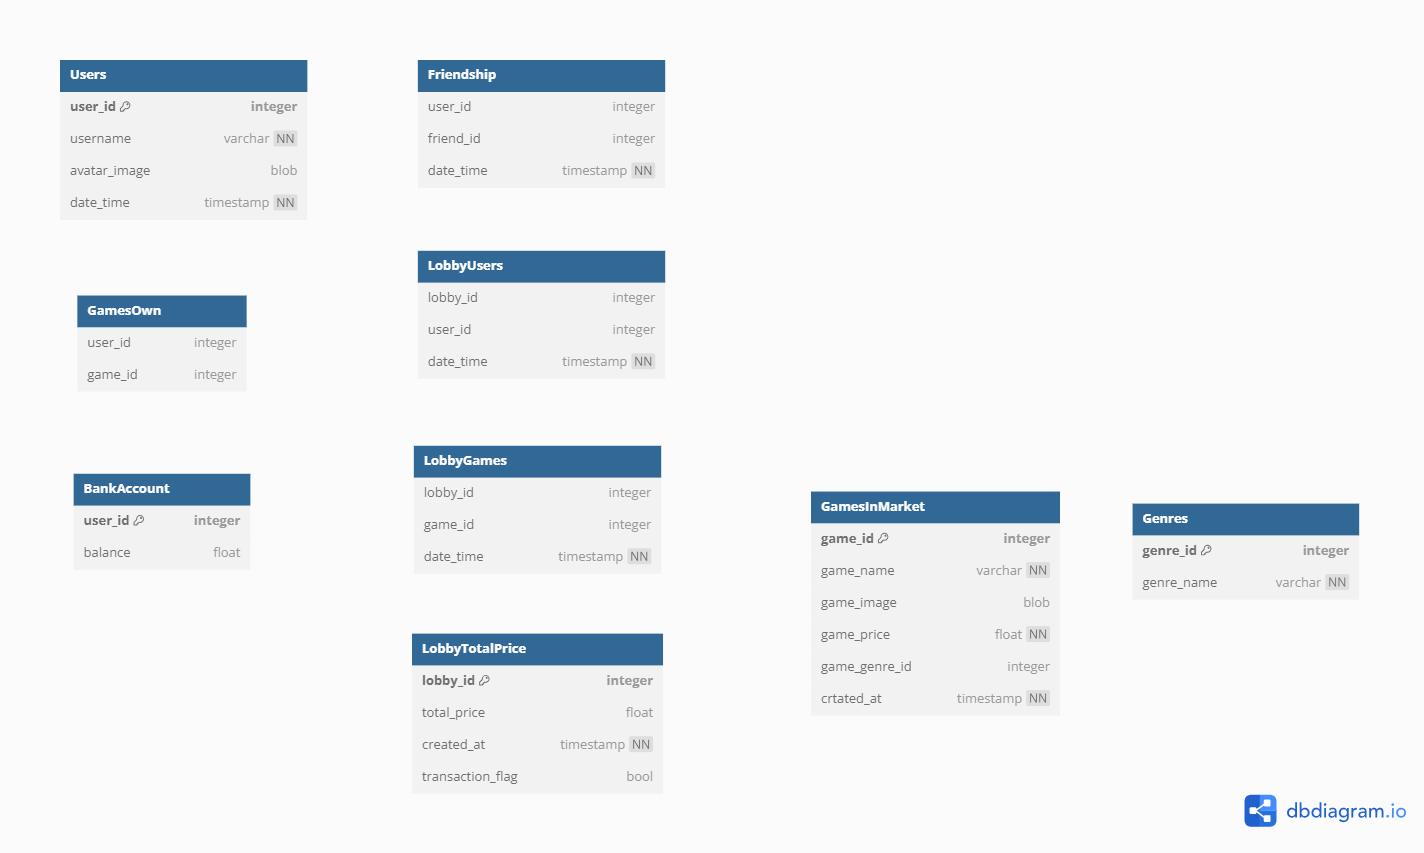 Users
user_id integer
username varchar NN
avatar_image blob
date_time timestamp NN
Friendship
user_id integer
friend_id integer
date_time timestamp NN
GamesOwn
user_id integer
game_id integer
LobbyUsers
lobby_id integer
user_id integer
date_time timestamp NN
BankAccount
user_id integer
balance float
LobbyGames
lobby_id integer
game_id integer
date_time timestamp NN
LobbyTotalPrice
lobby_id integer
total_price float
created_at timestamp NN
transaction_flag bool
GamesInMarket
game_id integer
game_name varchar NN
game_image blob
game_price float NN
game_genre_id integer
crtated_at timestamp NN
Genres
genre_id integer
genre_name varchar NN
dbdiagram.io